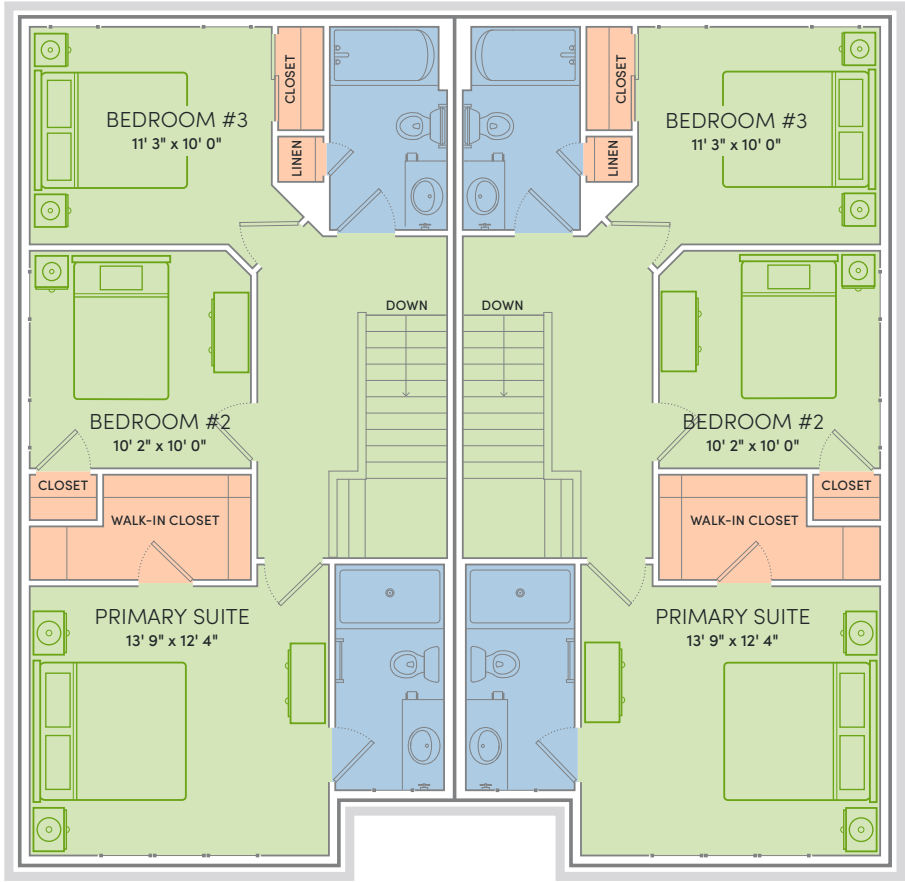 CLOSET
CLOSET
BEDROOM #3
11' 3" x 10' 0"
BEDROOM #3
11' 3" x 10' 0"
LINEN
LINEN
DOWN
DOWN
BEDROOM #2
10' 2" x 10' 0"
BEDROOM #2
10' 2" x 10' 0"
CLOSET
CLOSET
WALK-IN CLOSET
WALK-IN CLOSET
PRIMARY SUITE
13' 9" x 12' 4"
PRIMARY SUITE
13' 9" x 12' 4"